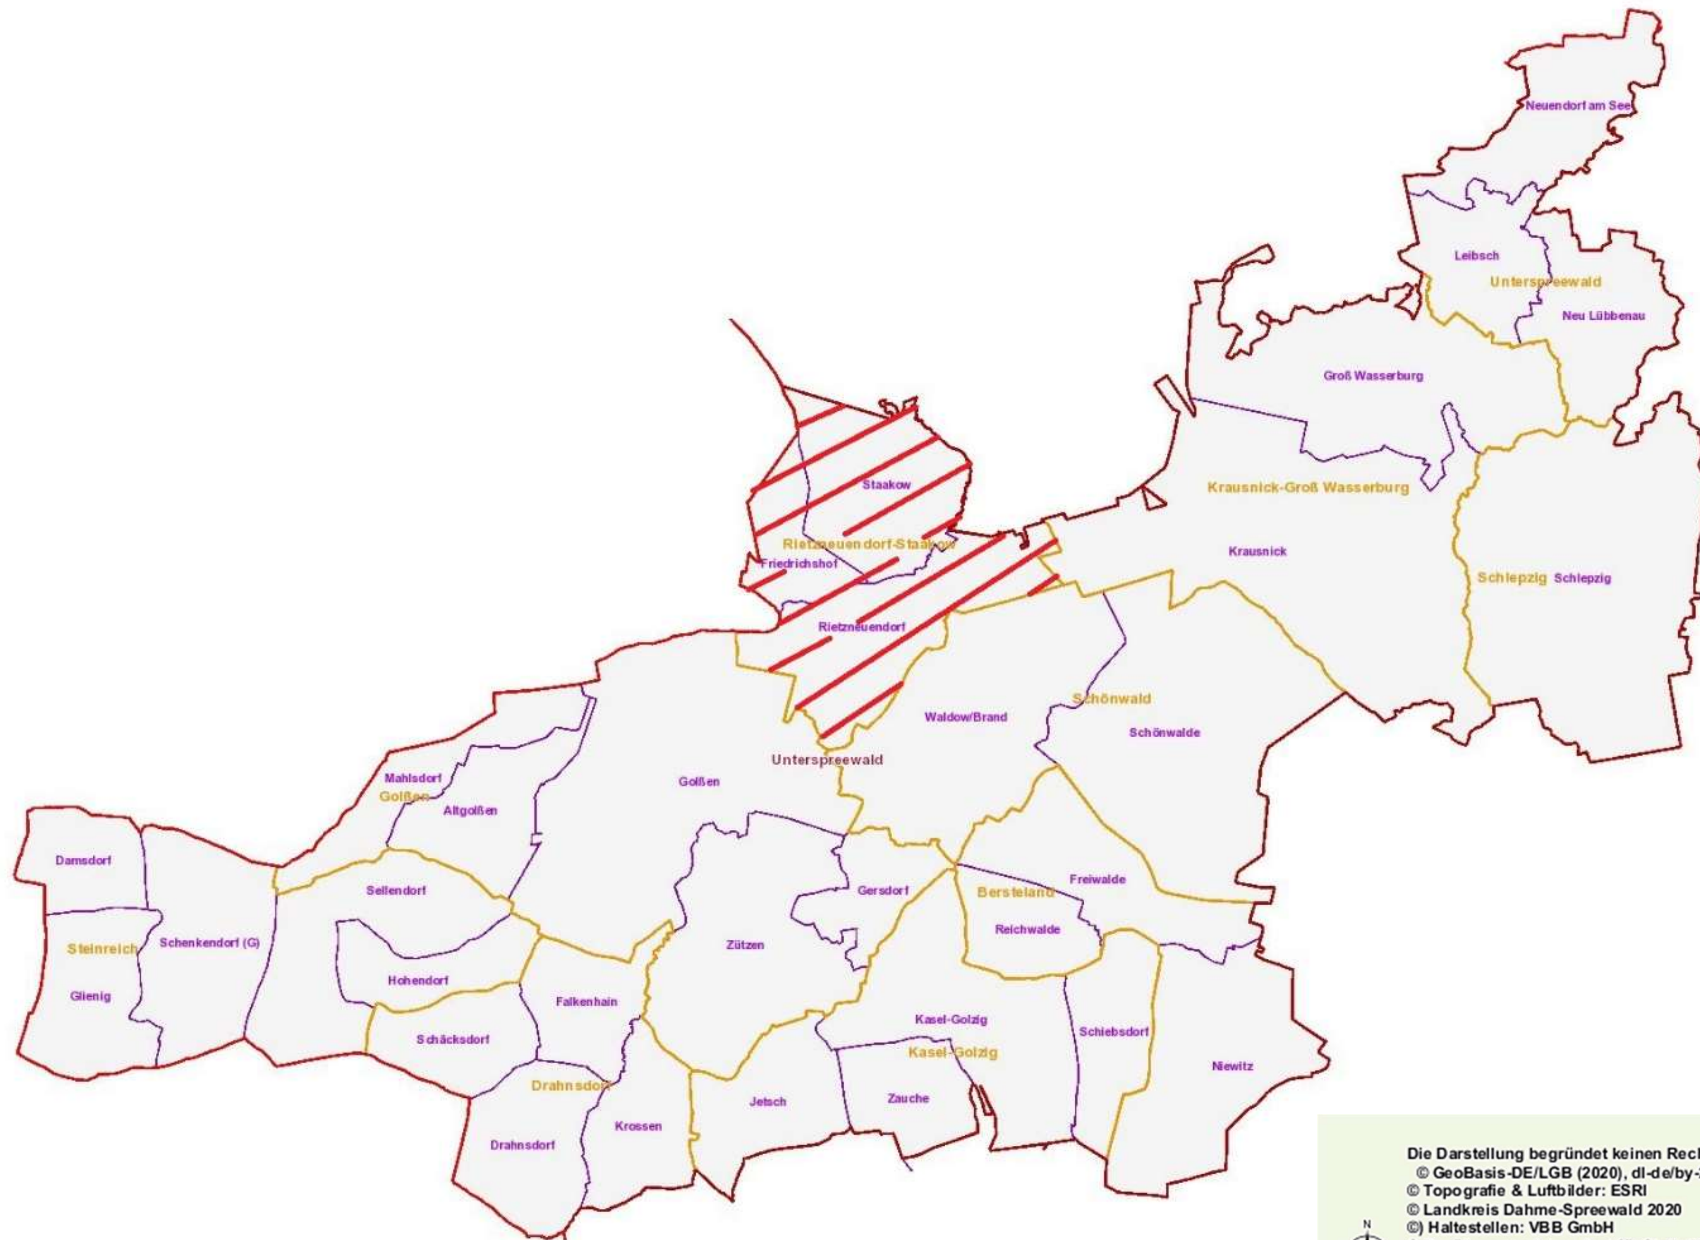 Neuendorf am See
Leibsch
Unterspreewald
Neu Lübbenau
Groß Wasserburg
Staakow
Krausnick-Groß Wasserburg
Rietzneuendorf-Staakow
Krausnick
Friedrichshof
Schlepzig
Schlepzig
Rietzneuendorf
Schönwald
Waldow/Brand
Schönwalde
Unterspreewald
Mahlsdorf
Golßen
Golßen
Altgolßen
Damsdorf
Sellendorf
Gersdorf
Freiwalde
Bersteland
Reichwalde
Steinreich
Schenkendorf (G)
Zützen
Hohendorf
Glienig
Falkenhain
Kasel-Golzig
Schiebsdorf
Schäcksdorf
Kasel-Golzig
Niewitz
Drahnsdorf
Zauche
Jetsch
Krossen
Drahnsdorf
Die Darstellung begründet keinen
© GeoBasis-DE/LGB (2020), dl-de/by-
© Topografie & Luftbilder: ESRI
© Landkreis Dahme-Spreewald 2020
©) Haltestellen: VBB GmbH
N